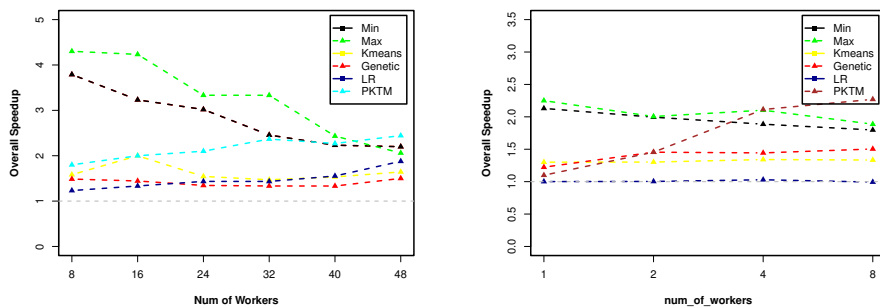 5
4
3
2
1
0
Overall Speedup
8
16
24
32
40
48
Num of Workers
Min
Max
Kmeans
Genetic
LR
PKTM
3.5
3.0
2.5
2.0
1.5
1.0
0.5
0.0
Overall Speedup
1
2
4
8
num_of_workers
Min
Max
Kmeans
Genetic
LR
PKTM